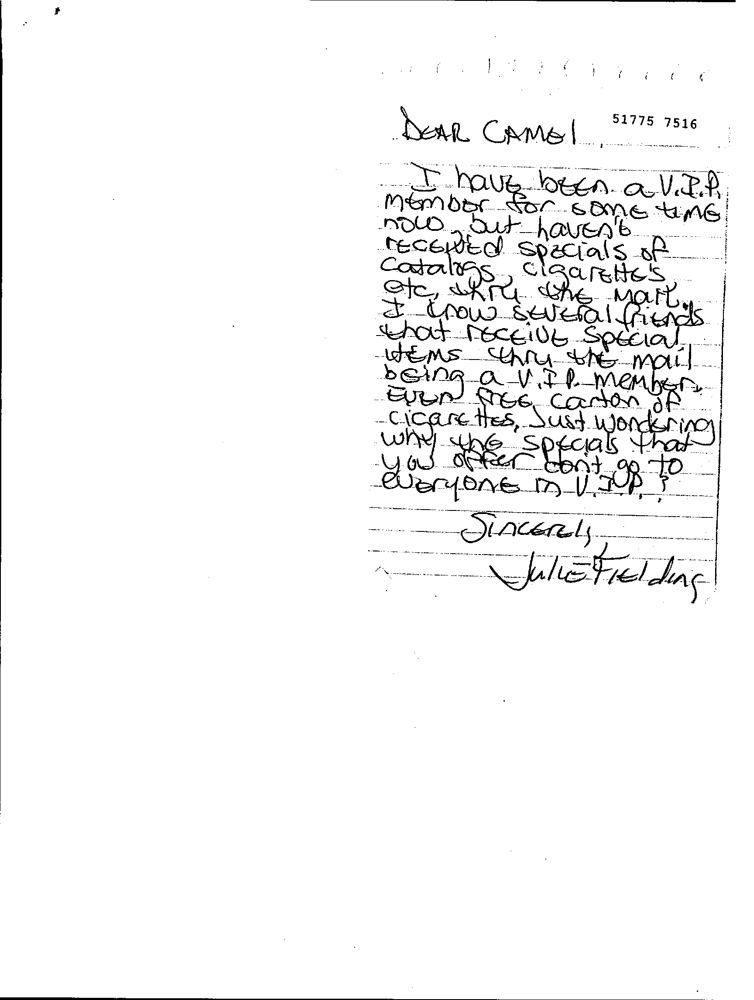 DEAR CAMEl
51775 7516
I have been a V.I.P.
member for some time
now, but haven't
received specials of
catalogs, cigarettes
etc, thru the mail.
I know several friends
that receive special
items thru the mail
being a V.I.P. member.
Even free carton of
cigarettes, Just wondering
why the specials that
you offer dont go to
everyone in V.I.P. ?
Sincerely,
Julie Fielding